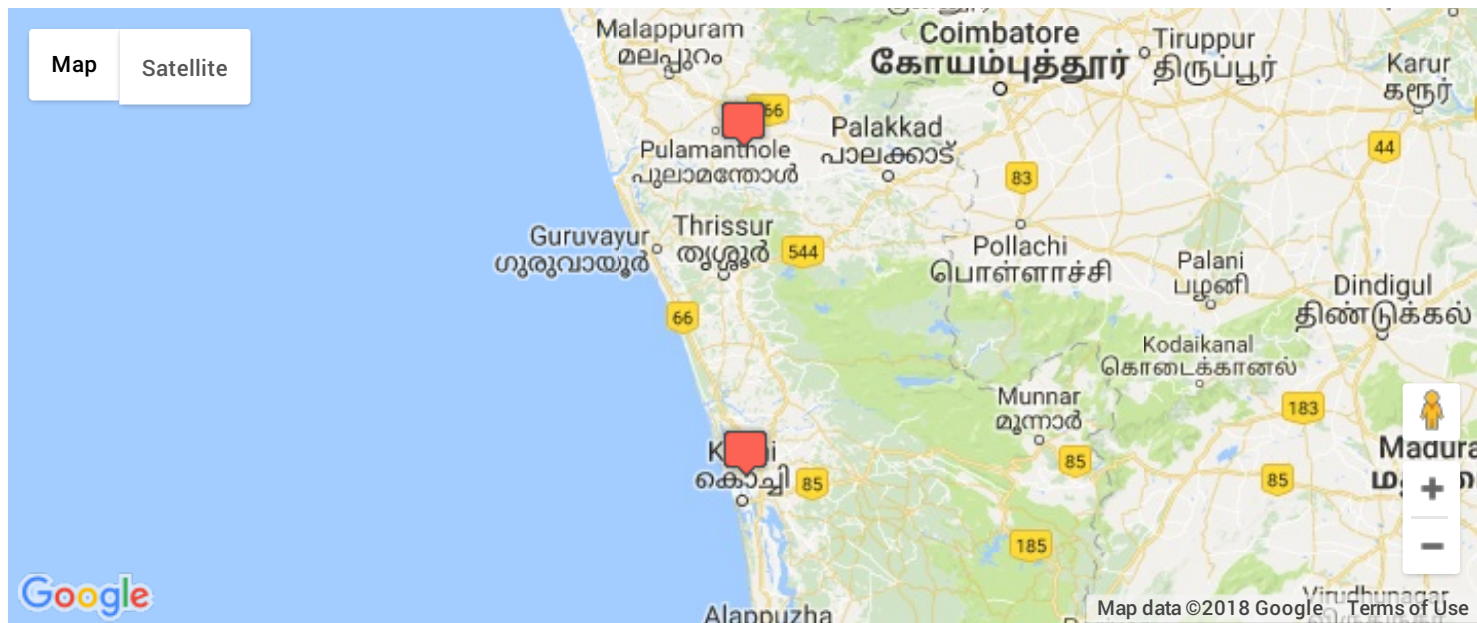 Map
Satellite
Malappuram
മലപ്പുറം
Coimbatore
கோயம்புத்தூர்
Tiruppur
திருப்பூர்
Karur
கரூர்
66
Pulamanthole
പുലാമന്തോൾ
Palakkad
പാലക്കാട്
44
83
Guruvayur
ഗുരുവായൂർ
Thrissur
തൃശ്ശൂർ
544
Pollachi
பொள்ளாச்சி
Palani
பழனி
Dindigul
திண்டுக்கல்
66
Kodaikanal
கொடைக்கானல்
Munnar
മൂന്നാർ
183
കൊച്ചി
85
85
85
185
Alappuzha
Virudhunagar
Google
Map data ©2018 Google
Terms of Use